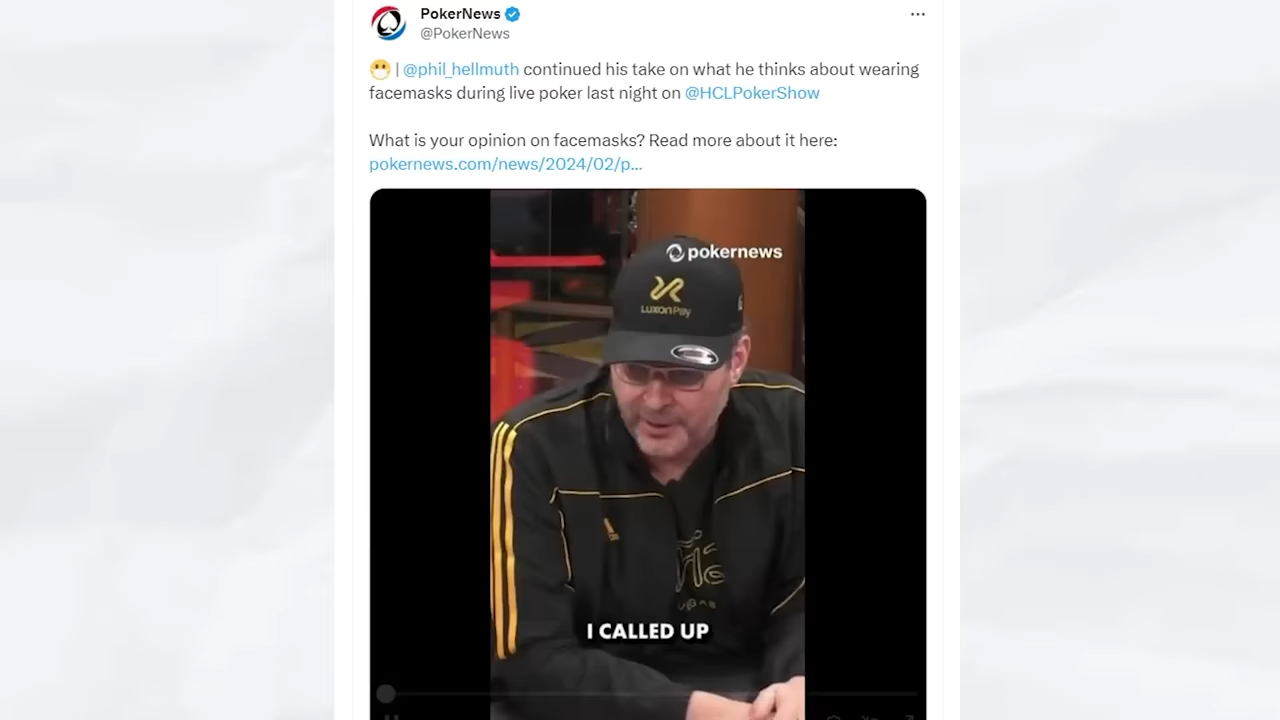 PokerNews
@PokerNews
| @phil_hellmuth continued his take on what he thinks about wearing
facemasks during live poker last night on @HCLPokerShow
What is your opinion on facemasks? Read more about it here:
pokernews.com/news/2024/02/p...
pokernews
LuxonPay
I CALLED UP